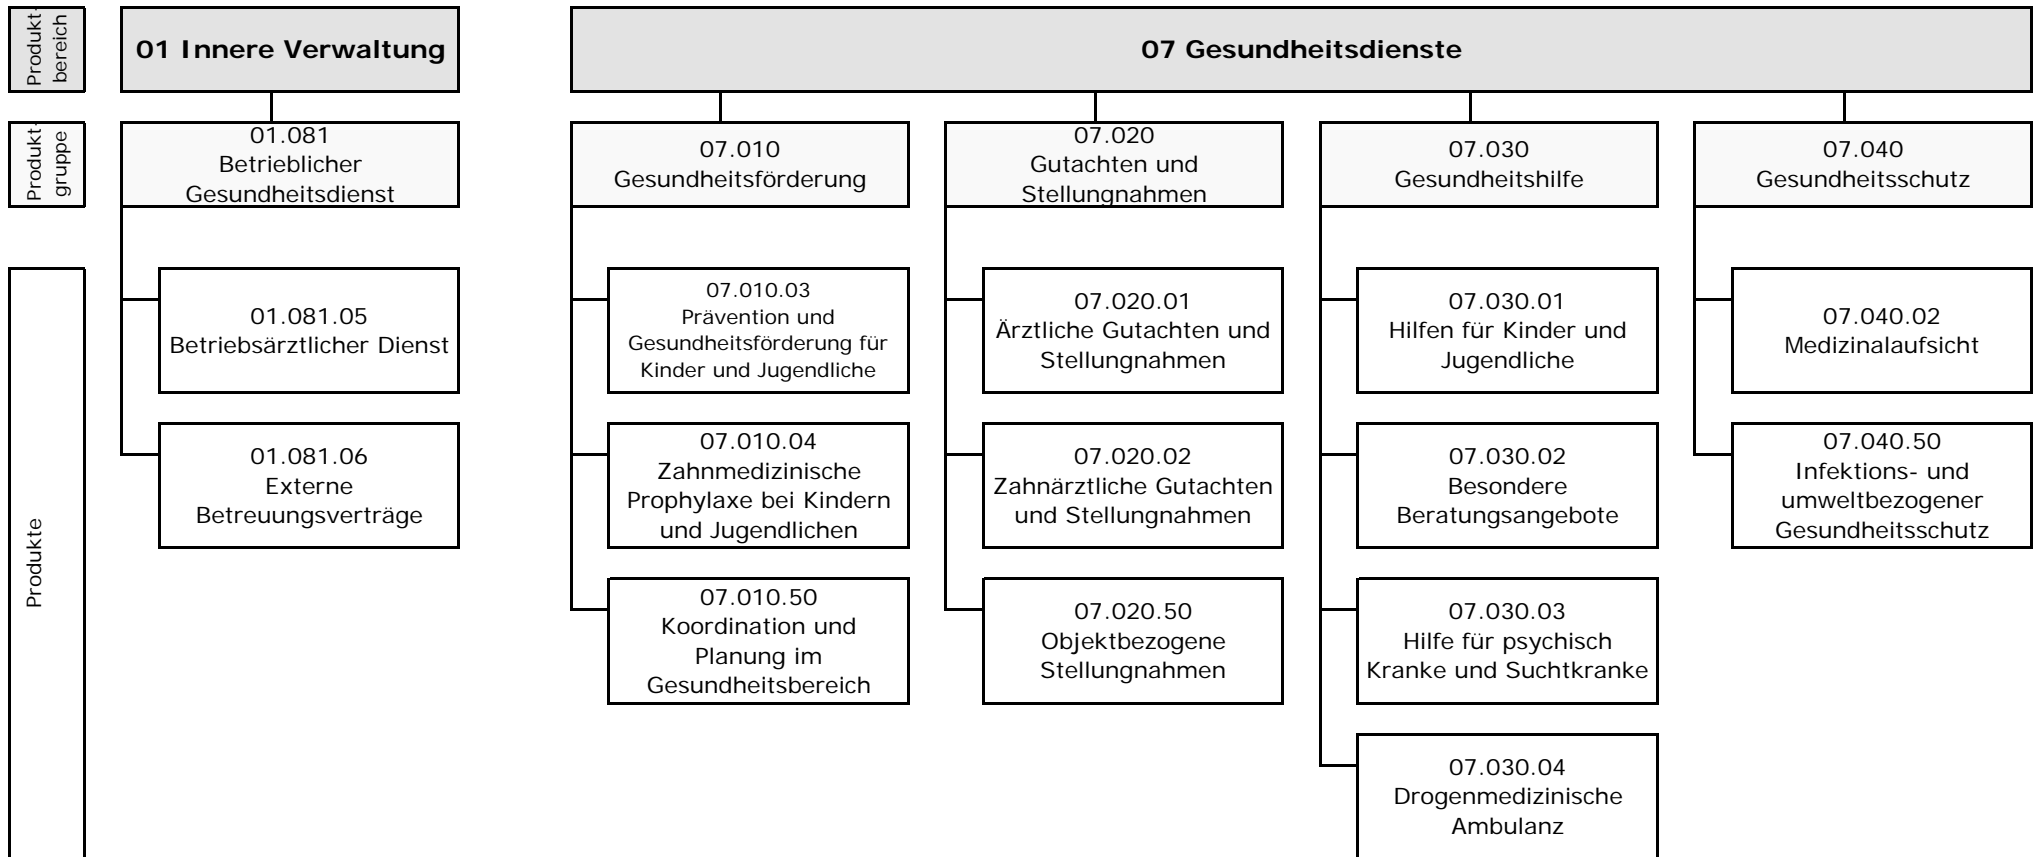 Produkt-
bereich
01 Innere Verwaltung
07 Gesundheitsdienste
Produkt-
gruppe
01.081
Betrieblicher
Gesundheitsdienst
07.010
Gesundheitsförderung
07.020
Gutachten und
Stellungnahmen
07.030
Gesundheitshilfe
07.040
Gesundheitsschutz
Produkte
01.081.05
Betriebsärztlicher Dienst
01.081.06
Externe
Betreuungsverträge
07.010.03
Prävention und
Gesundheitsförderung für
Kinder und Jugendliche
07.010.04
Zahnmedizinische
Prophylaxe bei Kindern
und Jugendlichen
07.010.50
Koordination und
Planung im
Gesundheitsbereich
07.020.01
Ärztliche Gutachten und
Stellungnahmen
07.020.02
Zahnärztliche Gutachten
und Stellungnahmen
07.020.50
Objektbezogene
Stellungnahmen
07.030.01
Hilfen für Kinder und
Jugendliche
07.030.02
Besondere
Beratungsangebote
07.030.03
Hilfe für psychisch
Kranke und Suchtkranke
07.030.04
Drogenmedizinische
Ambulanz
07.040.02
Medizinalaufsicht
07.040.50
Infektions- und
umweltbezogener
Gesundheitsschutz